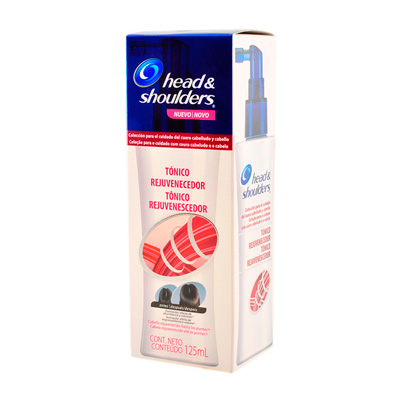 head &
shoulders
NUEVO | NOVO
Colección para el cuidado del cuero cabelludo y cabello
Coleção para o cuidado com couro cabeludo e o cabelo
TÓNICO
REJUVENECEDOR
TÔNICO
REJUVENESCEDOR
CONT. NETO
CONTEÚDO 125mL
head &
shoulders
TÓNICO
REJUVENECEDOR
TÔNICO
REJUVENESCEDOR